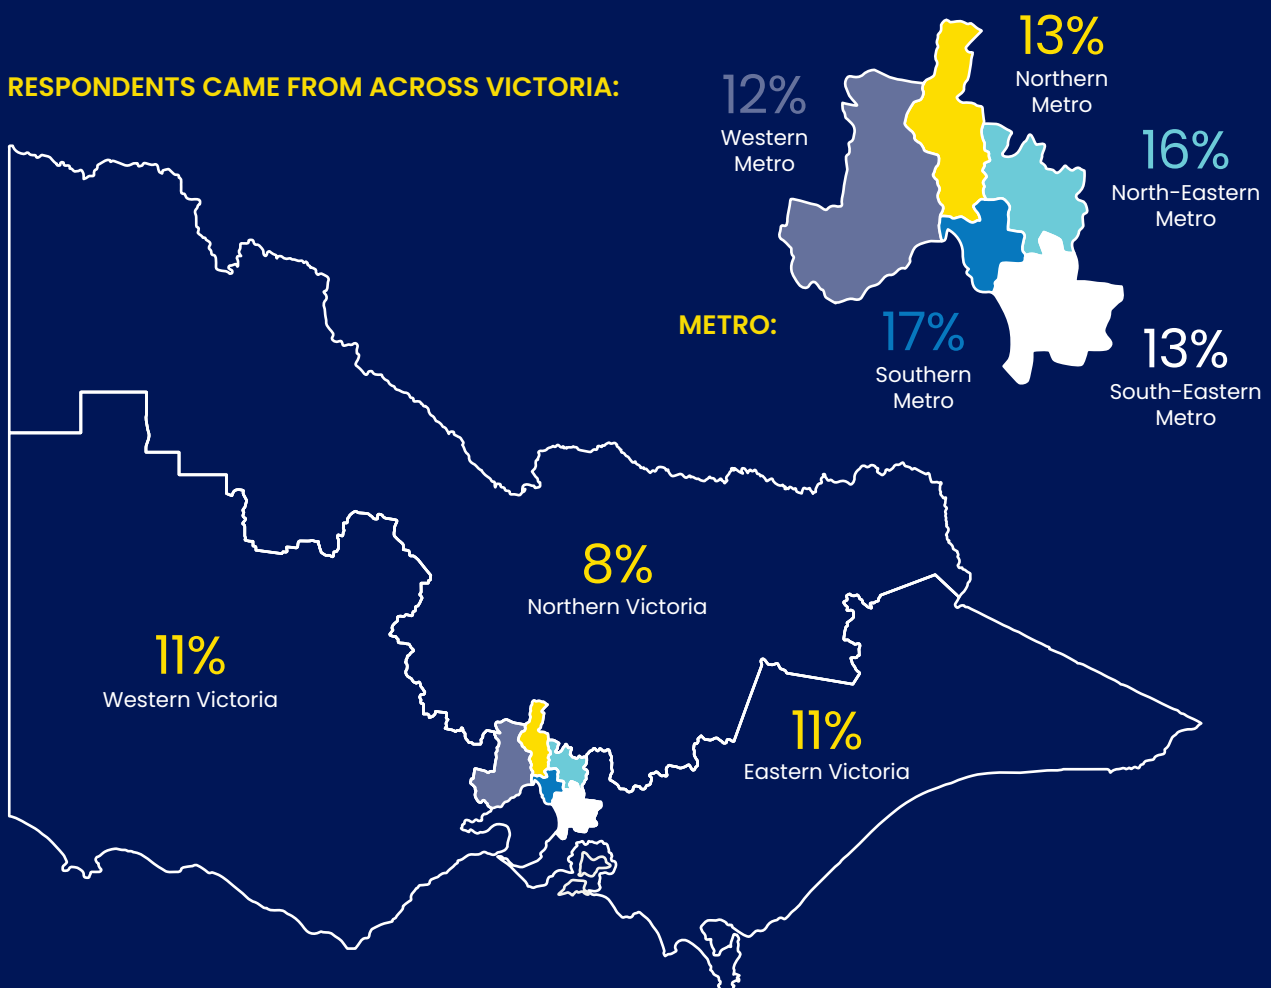 RESPONDENTS CAME FROM ACROSS VICTORIA:
13%
Northern
Metro
12%
Western
Metro
16%
North-Eastern
Metro
METRO:
17%
Southern
Metro
13%
South-Eastern
Metro
8%
Northern Victoria
11%
Western Victoria
11%
Eastern Victoria